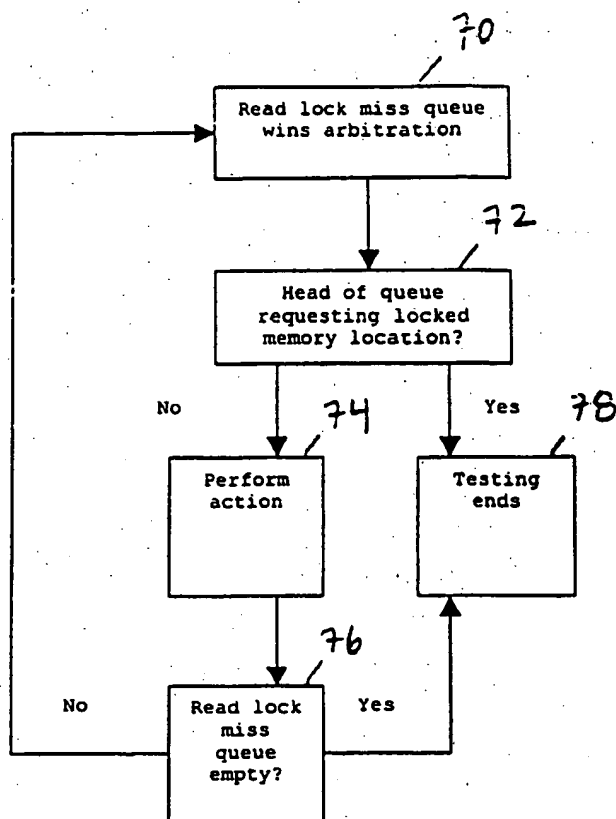 70
Read lock miss queue
wins arbitration
72
Head of queue
requesting locked
memory location?
No
74
Yes
78
Perform
action
Testing
ends
76
No
Read lock
miss
queue
empty?
Yes